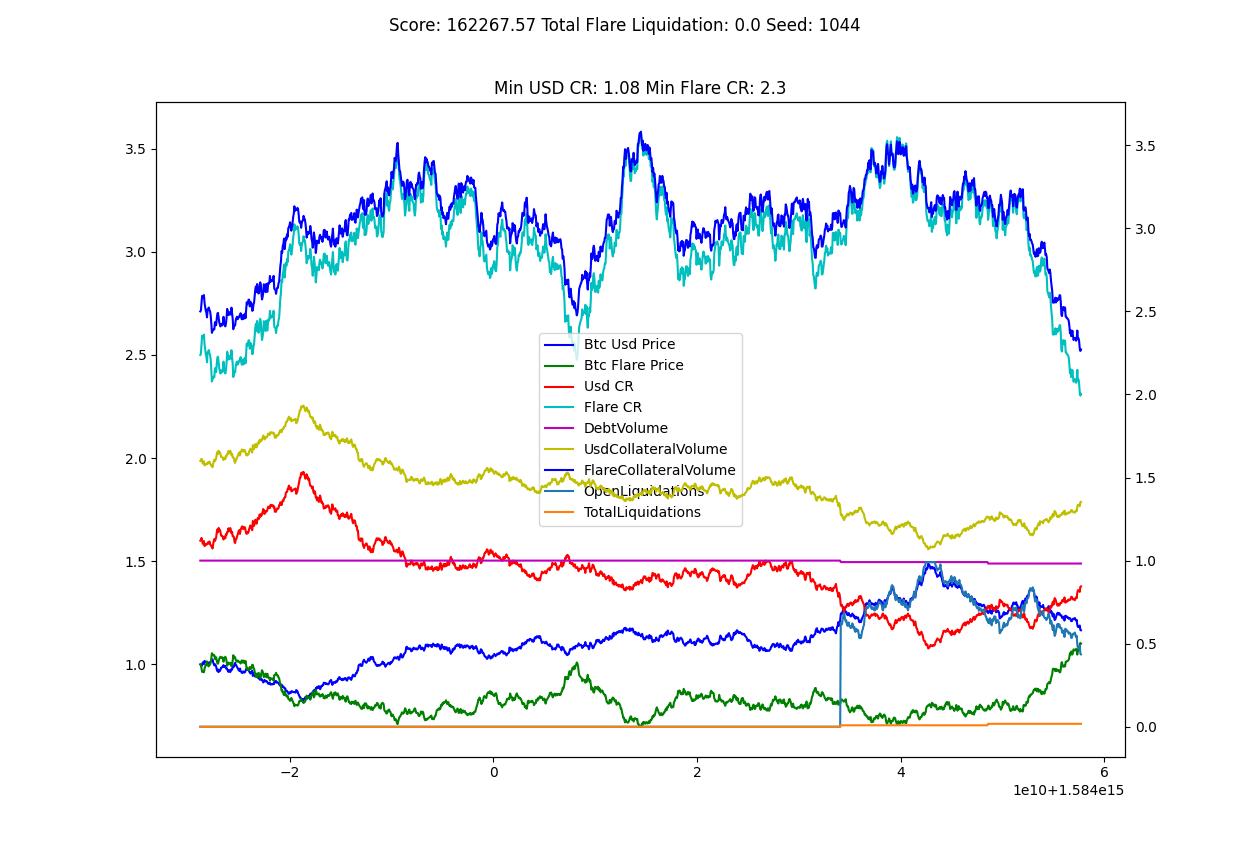 Score: 162267.57 Total Flare Liquidation: 0.0 Seed: 1044
Min USD CR: 1.08 Min Flare CR: 2.3
3.5
3.0
2.5
2.0
1.5
1.0
3.5
3.0
2.5
2.0
1.5
1.0
0.5
0.0
Btc Usd Price
Btc Flare Price
Usd CR
Flare CR
DebtVolume
UsdCollateralVolume
FlareCollateralVolume
OpenLiquidations
TotalLiquidations
−2
0
2
4
6
1e10+1.584e15